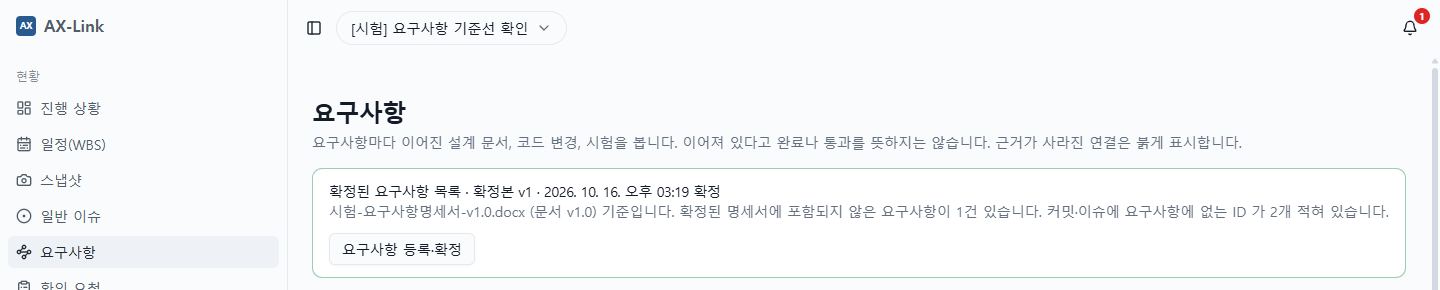 AX AX-Link
[시험] 요구사항 기준선 확인
1
현황
진행 상황
일정(WBS)
스냅샷
일반 이슈
요구사항
확인 요청
요구사항
요구사항마다 이어진 설계 문서, 코드 변경, 시험을 봅니다. 이어져 있다고 완료나 통과를 뜻하지는 않습니다. 근거가 사라진 연결은 붉게 표시합니다.
확정된 요구사항 목록 · 확정본 v1 · 2026. 10. 16. 오후 03:19 확정
시험-요구사항명세서-v1.0.docx (문서 v1.0) 기준입니다. 확정된 명세서에 포함되지 않은 요구사항이 1건 있습니다. 커밋·이슈에 요구사항에 없는 ID 가 2개 적혀 있습니다.
요구사항 등록·확정